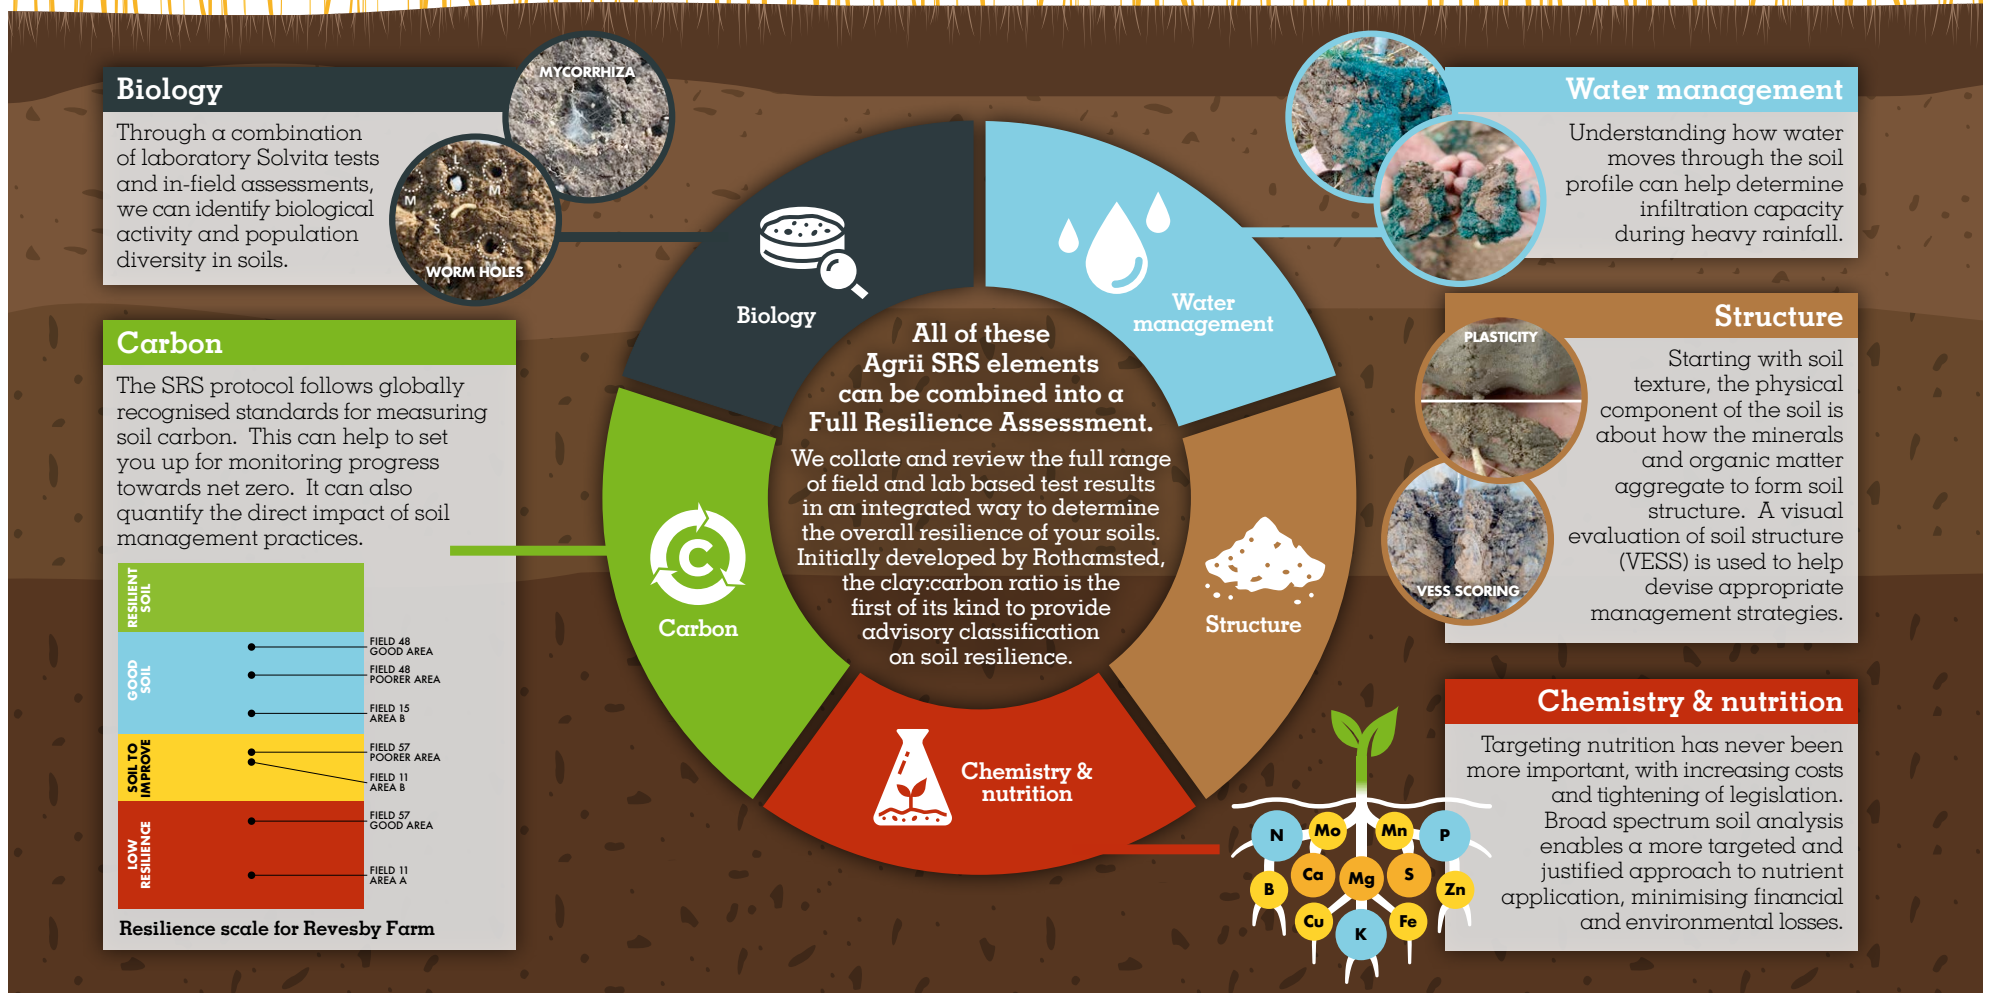 Biology
Through a combination
of laboratory Solvita tests
and in-field assessments,
we can identify biological
activity and population
diversity in soils.
MYCORRHIZA
L
M
M
S
M
WORM HOLES
Carbon
The SRS protocol follows globally
recognised standards for measuring
soil carbon. This can help to set
you up for monitoring progress
towards net zero. It can also
quantify the direct impact of soil
management practices.
RESILIENT
SOIL
GOOD
SOIL
SOIL TO
IMPROVE
LOW
RESILIENCE
FIELD 48
GOOD AREA
FIELD 48
POORER AREA
FIELD 15
AREA B
FIELD 57
POORER AREA
FIELD 11
AREA B
FIELD 57
GOOD AREA
FIELD 11
AREA A
Resilience scale for Revesby Farm
Biology
Water
management
Carbon
C
Structure
Chemistry &
nutrition
All of these
Agrii SRS elements
can be combined into a
Full Resilience Assessment.
We collate and review the full range
of field and lab based test results
in an integrated way to determine
the overall resilience of your soils.
Initially developed by Rothamsted,
the clay:carbon ratio is the
first of its kind to provide
advisory classification
on soil resilience.
Water management
Understanding how water
moves through the soil
profile can help determine
infiltration capacity
during heavy rainfall.
Structure
PLASTICITY
VESS SCORING
Starting with soil
texture, the physical
component of the soil is
about how the minerals
and organic matter
aggregate to form soil
structure. A visual
evaluation of soil structure
(VESS) is used to help
devise appropriate
management strategies.
Chemistry & nutrition
Targeting nutrition has never been
more important, with increasing costs
and tightening of legislation.
Broad spectrum soil analysis
enables a more targeted and
justified approach to nutrient
application, minimising financial
and environmental losses.
N
Mo
Mn
P
Ca
Mg
S
B
Zn
Cu
Fe
K